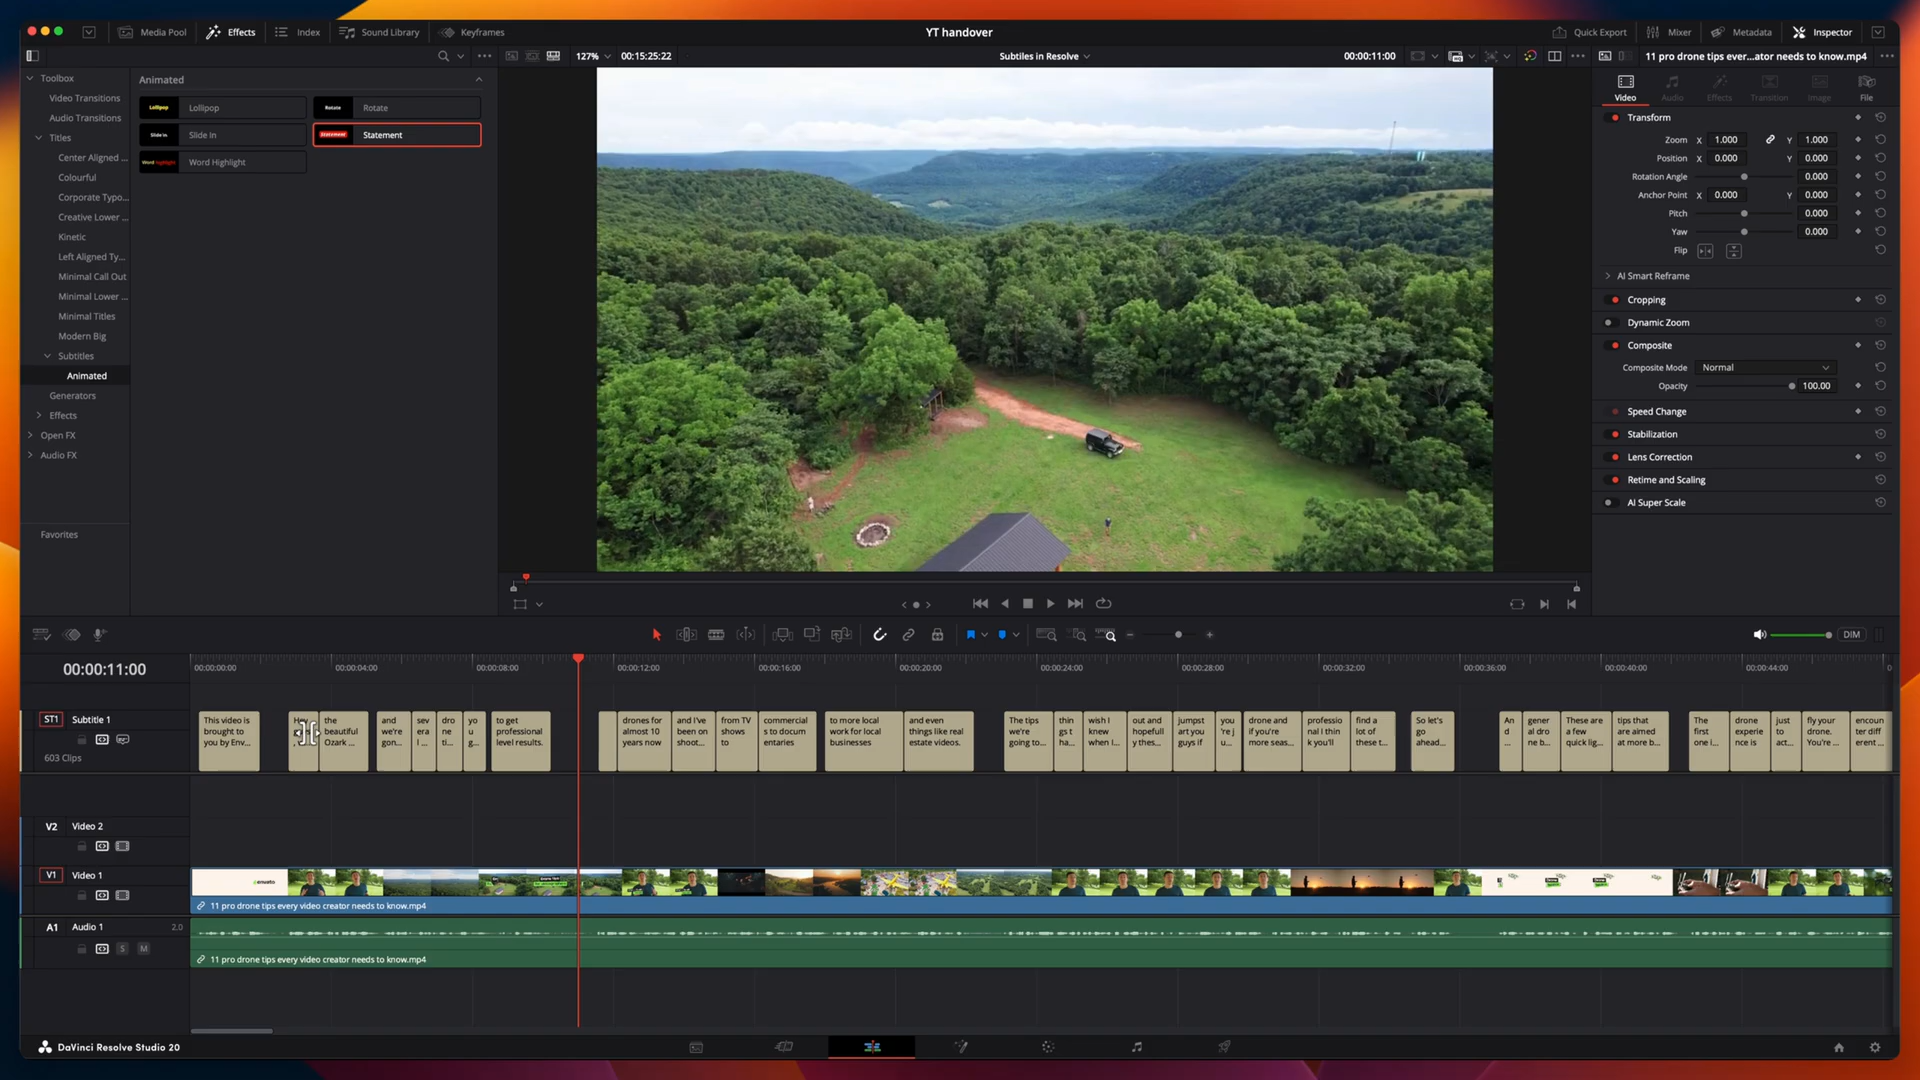 Media Pool
Effects
Index
Sound Library
Keyframes
YT handover
Quick Export
Mixer
Metadata
Inspector
127%
00:15:25:22
Subtiles in Resolve
00:00:11:00
11 pro drone tips ever...ator needs to know.mp4
Toolbox
Video Transitions
Audio Transitions
Titles
Center Aligned ...
Colourful
Corporate Typo...
Creative Lower ...
Kinetic
Left Aligned Ty...
Minimal Call Out
Minimal Lower ...
Minimal Titles
Modern Big
Subtitles
Animated
Generators
Effects
Open FX
Audio FX
Favorites
Animated
Lollipop Lollipop
Rotate Rotate
Slide in Slide In
Statement Statement
Word Highlight Word Highlight
Video
Audio
Effects
Transition
Image
File
Transform
Zoom X 1.000 Y 1.000
Position X 0.000 Y 0.000
Rotation Angle 0.000
Anchor Point X 0.000 Y 0.000
Pitch 0.000
Yaw 0.000
Flip
AI Smart Reframe
Cropping
Dynamic Zoom
Composite
Composite Mode Normal
Opacity 100.00
Speed Change
Stabilization
Lens Correction
Retime and Scaling
AI Super Scale
DIM
00:00:11:00
00:00:00:00
00:00:04:00
00:00:08:00
00:00:12:00
00:00:16:00
00:00:20:00
00:00:24:00
00:00:28:00
00:00:32:00
00:00:36:00
00:00:40:00
00:00:44:00
ST1 Subtitle 1
603 Clips
This video is
brought to
you by Env...
the
beautiful
Ozark ...
and
we're
gon...
sev
era
l ...
dro
ne
ti...
yo
u
g...
to get
professional
level results.
drones for
almost 10
years now
and I've
been on
shoot...
from TV
shows
to
commercial
s to docum
entaries
to more local
work for local
businesses
and even
things like real
estate videos.
The tips
we're
going to...
thin
gs t
ha...
wish I
knew
when I...
out and
hopefull
y thes...
jumpst
art you
guys if
you
're j
u...
drone and
if you're
more seas...
professio
nal I thin
k you'll
find a
lot of
these t...
So let's
go
ahead...
An
d
gener
al dro
ne b...
These are
a few
quick lig...
tips that
are aimed
at more b...
The
first
one i...
drone
experie
nce is
just
to
act...
fly your
drone.
You're ...
encoun
ter diff
erent ...
V2 Video 2
V1 Video 1
11 pro drone tips every video creator needs to know.mp4
A1 Audio 1 2.0
S M
11 pro drone tips every video creator needs to know.mp4
DaVinci Resolve Studio 20